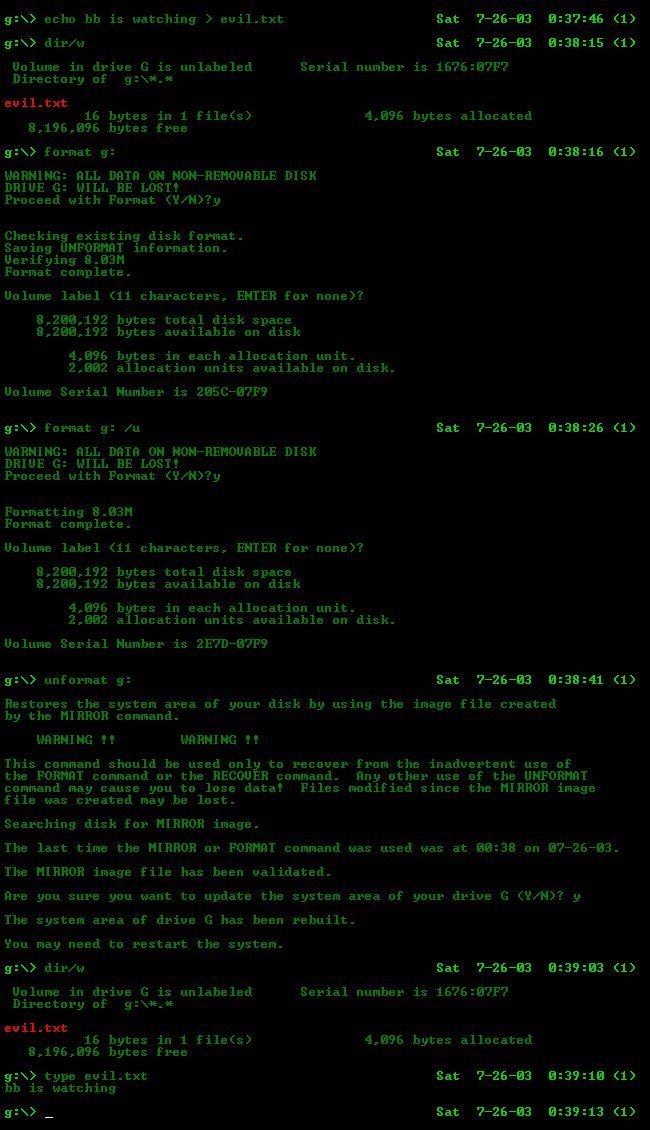 g:\> echo bb is watching > evil.txt Sat 7-26-03 0:37:46 (1)
g:\> dir/w Sat 7-26-03 0:38:15 (1)
Volume in drive G is unlabeled Serial number is 1676:07F7
Directory of g:\*.*
evil.txt
16 bytes in 1 file(s) 4,096 bytes allocated
8,196,096 bytes free
g:\> format g: Sat 7-26-03 0:38:16 (1)
WARNING: ALL DATA ON NON-REMOVABLE DISK
DRIVE G: WILL BE LOST!
Proceed with Format (Y/N)?y
Checking existing disk format.
Saving UNFORMAT information.
Verifying 8.03M
Format complete.
Volume label (11 characters, ENTER for none)?
8,200,192 bytes total disk space
8,200,192 bytes available on disk
4,096 bytes in each allocation unit.
2,002 allocation units available on disk.
Volume Serial Number is 205C-07F9
g:\> format g: /u Sat 7-26-03 0:38:26 (1)
WARNING: ALL DATA ON NON-REMOVABLE DISK
DRIVE G: WILL BE LOST!
Proceed with Format (Y/N)?y
Formatting 8.03M
Format complete.
Volume label (11 characters, ENTER for none)?
8,200,192 bytes total disk space
8,200,192 bytes available on disk
4,096 bytes in each allocation unit.
2,002 allocation units available on disk.
Volume Serial Number is 2E7D-07F9
g:\> unformat g: Sat 7-26-03 0:38:41 (1)
Restores the system area of your disk by using the image file created
by the MIRROR command.
WARNING !! WARNING !!
This command should be used only to recover from the inadvertent use of
the FORMAT command or the RECOVER command. Any other use of the UNFORMAT
command may cause you to lose data! Files modified since the MIRROR image
file was created may be lost.
Searching disk for MIRROR image.
The last time the MIRROR or FORMAT command was used was at 00:38 on 07-26-03.
The MIRROR image file has been validated.
Are you sure you want to update the system area of your drive G (Y/N)? y
The system area of drive G has been rebuilt.
You may need to restart the system.
g:\> dir/w Sat 7-26-03 0:39:03 (1)
Volume in drive G is unlabeled Serial number is 1676:07F7
Directory of g:\*.*
evil.txt
16 bytes in 1 file(s) 4,096 bytes allocated
8,196,096 bytes free
g:\> type evil.txt Sat 7-26-03 0:39:10 (1)
bb is watching
g:\> _ Sat 7-26-03 0:39:13 (1)